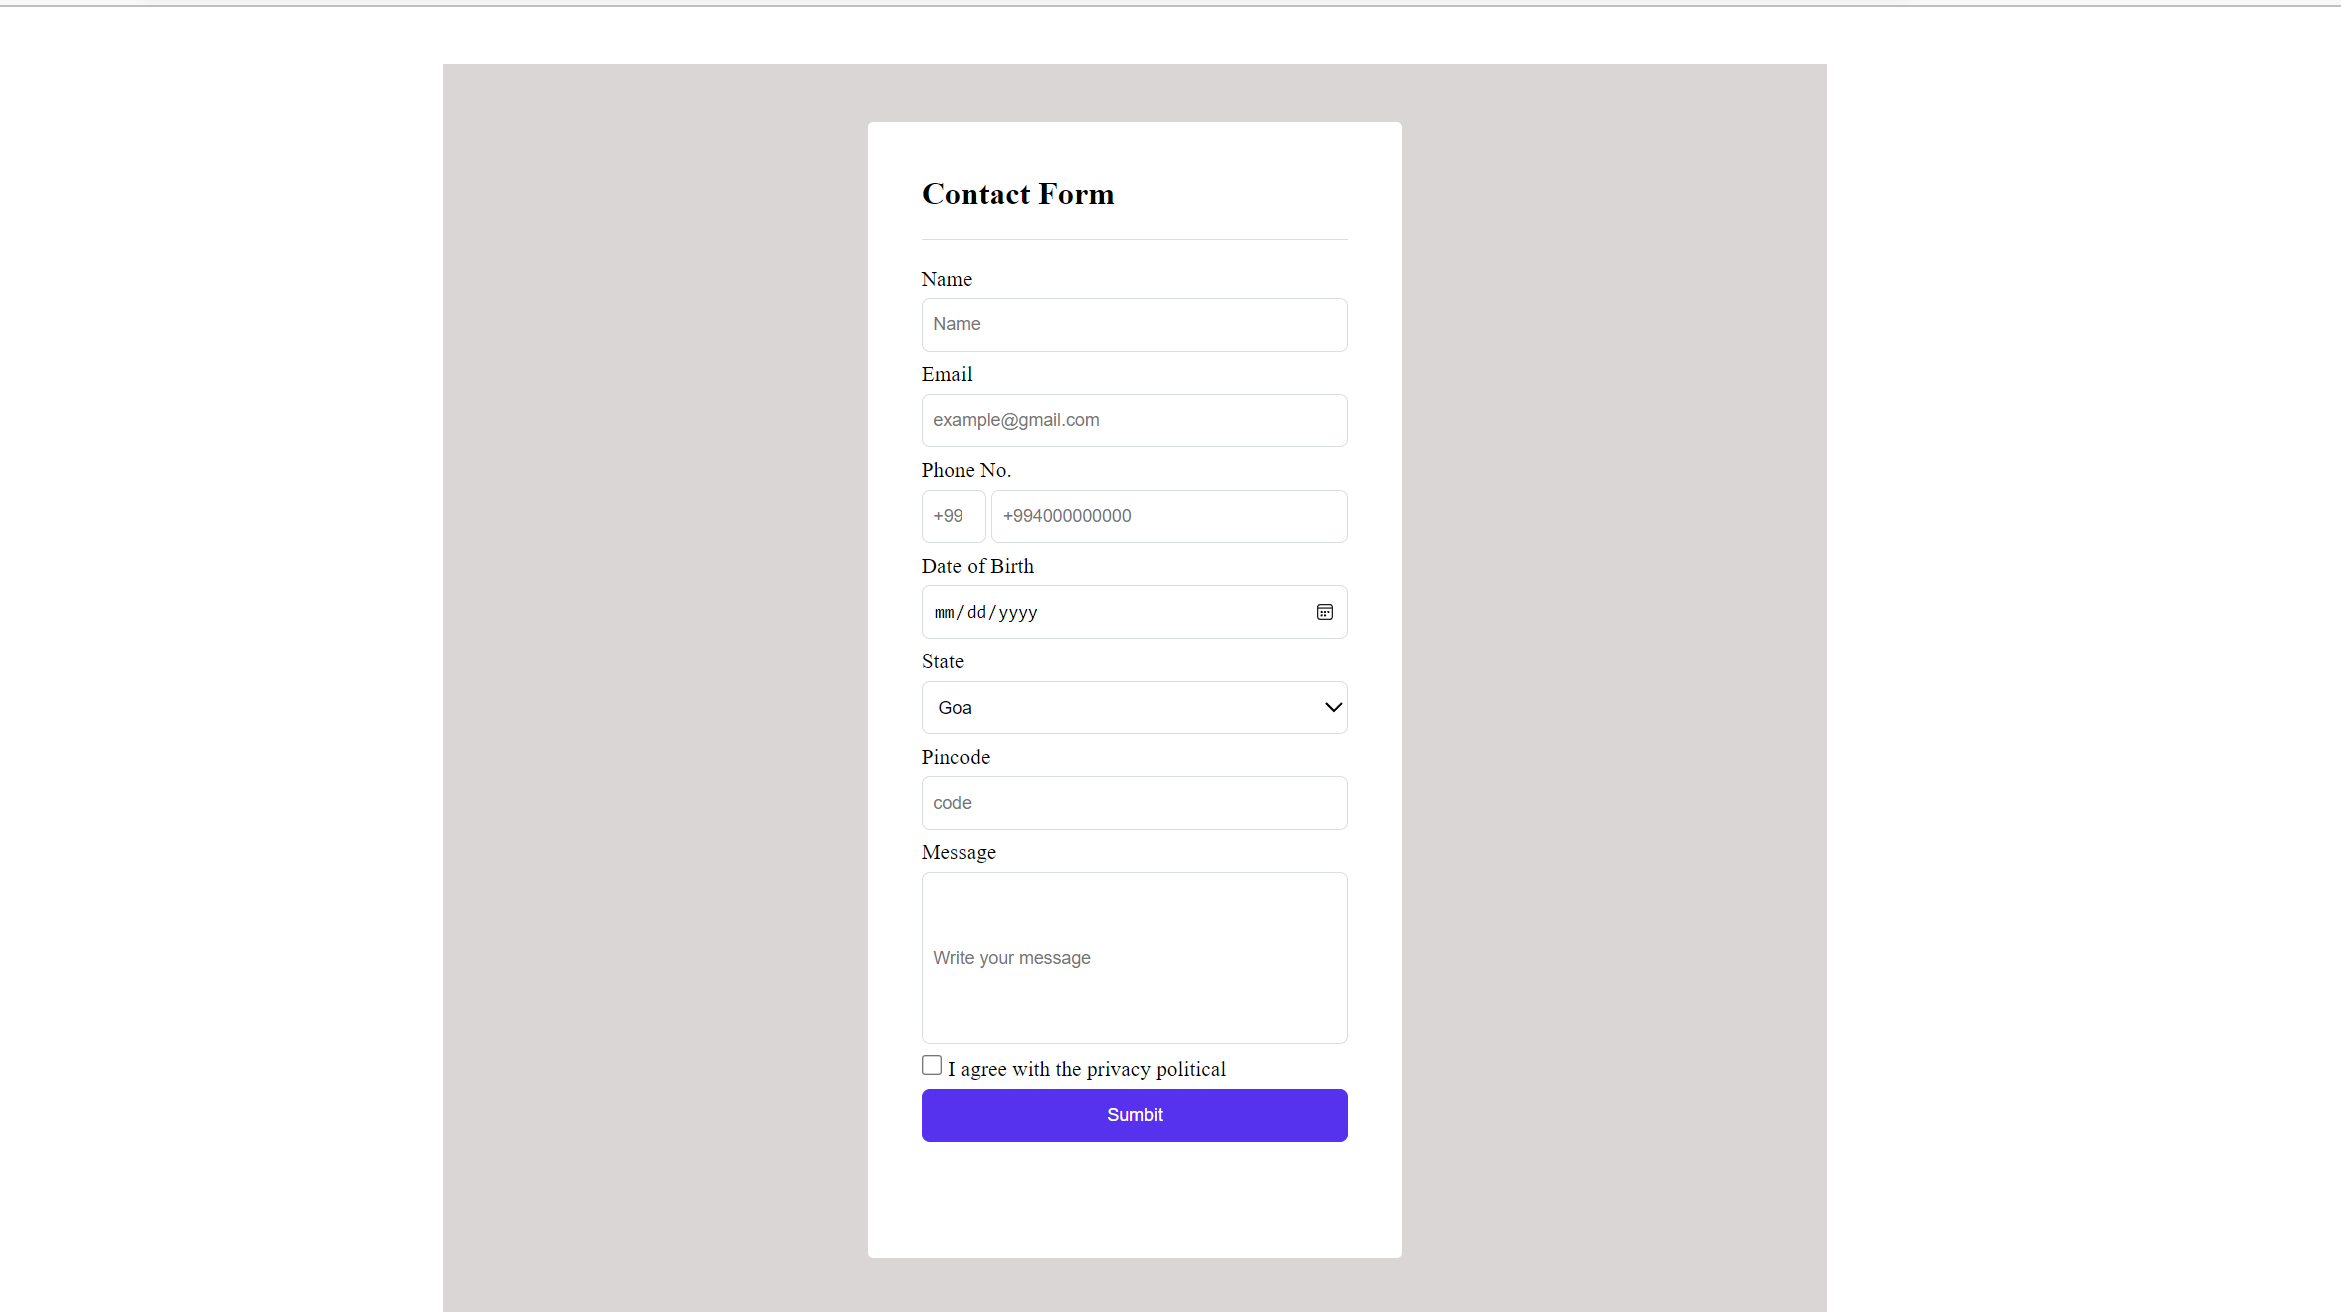 Contact Form
Name
Name
Email
example@gmail.com
Phone No.
+99 +994000000000
Date of Birth
mm/dd/yyyy
State
Goa
Pincode
code
Message
Write your message
I agree with the privacy political
Sumbit